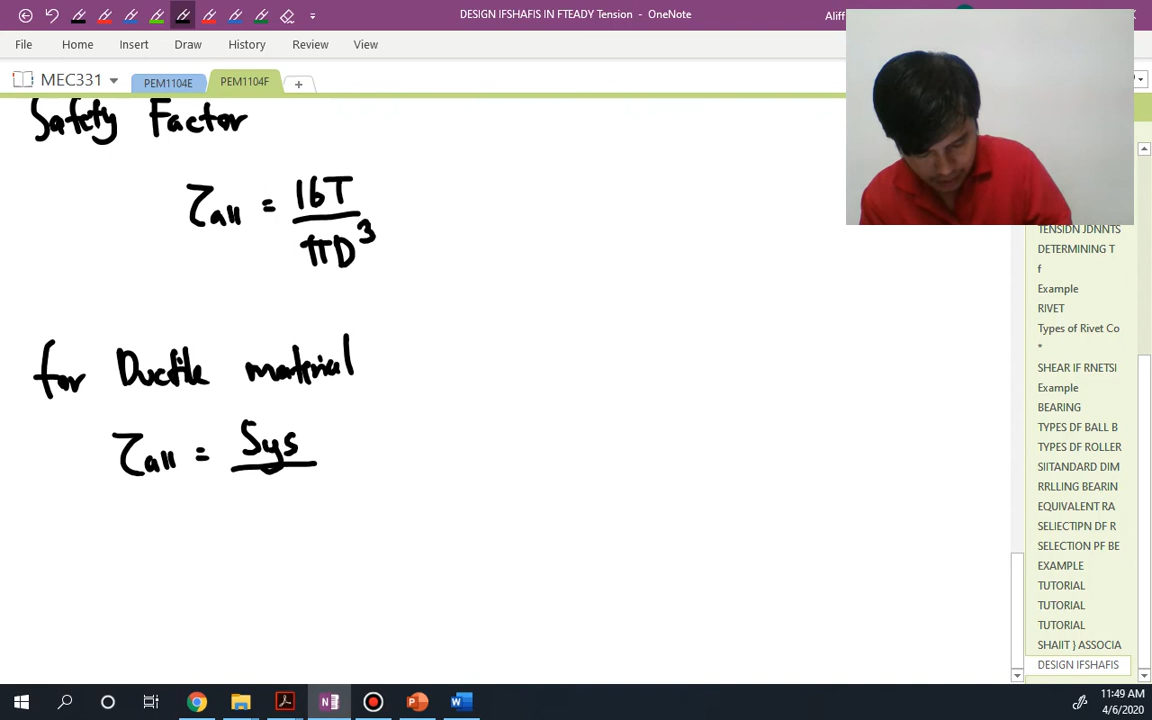 DESIGN IFSHAFIS IN FTEADY Tension - OneNote
Aliff
File Home Insert Draw History Review View
MEC331 PEM1104E PEM1104F
Safety Factor
τall = 16T / πD³
for Ductile material
τall = Sys
TENSIDN JDNNTS
DETERMINING T
f
Example
RIVET
Types of Rivet Co
*
SHEAR IF RNETSI
Example
BEARING
TYPES DF BALL B
TYPES DF ROLLER
SIITANDARD DIM
RRLLING BEARIN
EQUIVALENT RA
SELIECTIPN DF R
SELECTION PF BE
EXAMPLE
TUTORIAL
TUTORIAL
TUTORIAL
SHAIIT } ASSOCIA
DESIGN IFSHAFIS
11:49 AM
4/6/2020